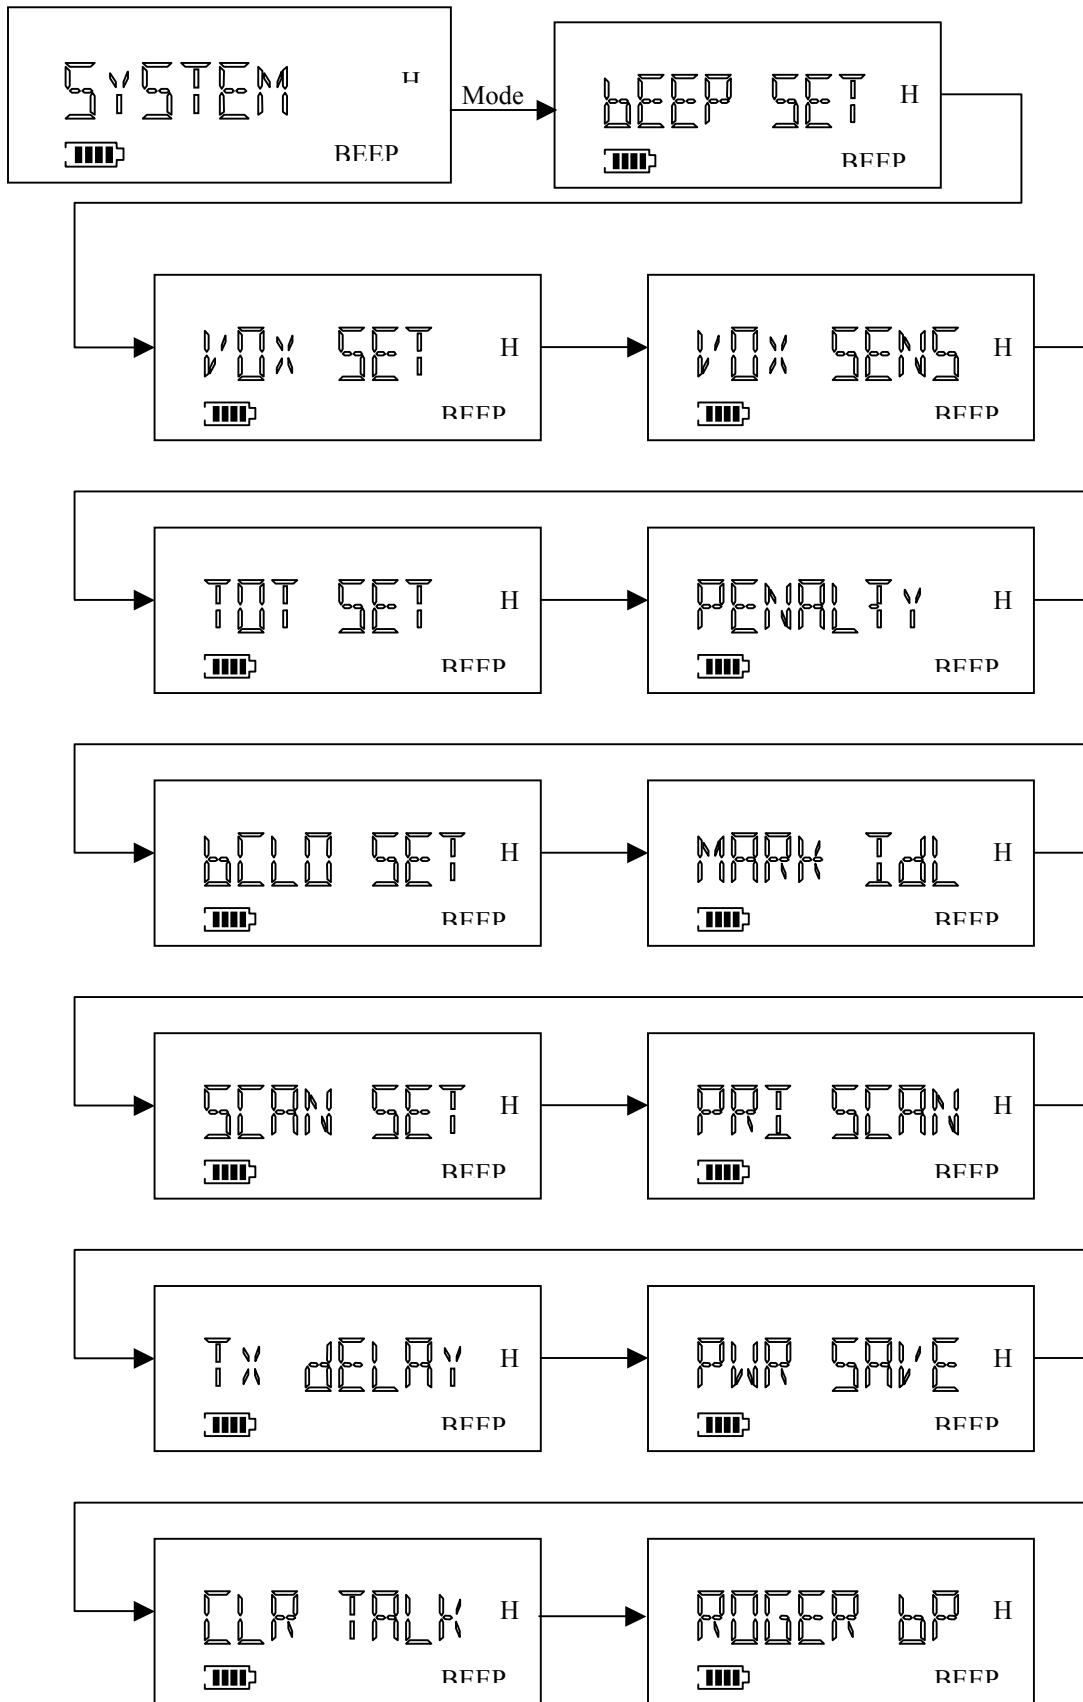 SYSTEM H
BEEP
Mode
bEEP SET H
BEEP
VOX SET H
BEEP
VOX SENS H
BEEP
TOT SET H
BEEP
PENALTY H
BEEP
bCLO SET H
BEEP
MARK IdL H
BEEP
SCAN SET H
BEEP
PRI SCAN H
BEEP
TX dELAY H
BEEP
PWR SAVE H
BEEP
CLR TALK H
BEEP
ROGER bP H
BEEP